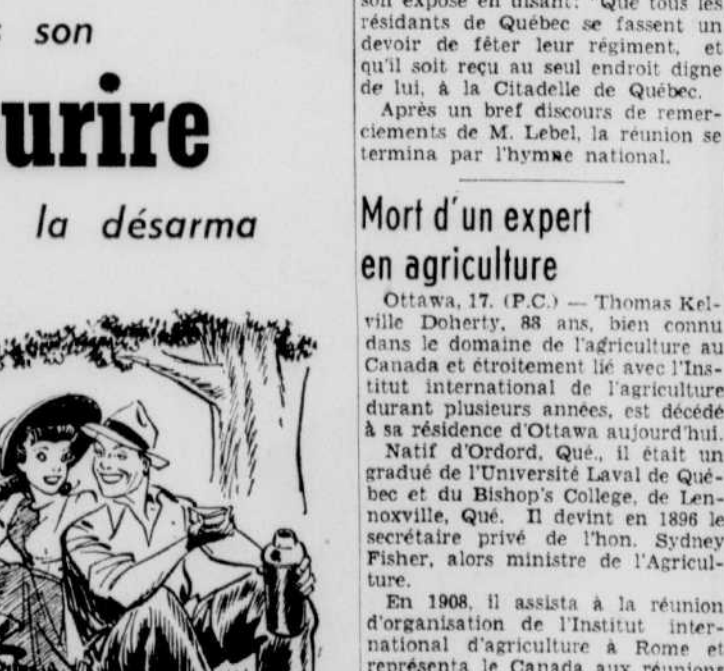 son
urire
la désarma
son exposé en disant: "Que tous les
résidants de Québec se fassent un
devoir de fêter leur régiment, et
qu'il soit reçu au seul endroit digne
de lui, à la Citadelle de Québec.
Après un bref discours de remer-
ciements de M. Lebel, la réunion se
termina par l'hymne national.
Mort d'un expert
en agriculture
Ottawa, 17. (P.C.) — Thomas Kel-
ville Doherty, 88 ans, bien connu
dans le domaine de l'agriculture au
Canada et étroitement lié avec l'Ins-
titut international de l'agriculture
durant plusieurs années, est décédé
à sa résidence d'Ottawa aujourd'hui.
Natif d'Ordord, Qué., il était un
gradué de l'Université Laval de Qué-
bec et du Bishop's College, de Len-
noxville, Qué. Il devint en 1896 le
secrétaire privé de l'hon. Sydney
Fisher, alors ministre de l'Agricul-
ture.
En 1908, il assista à la réunion
d'organisation de l'Institut inter-
national d'agriculture à Rome et
représenta le Canada aux réunions